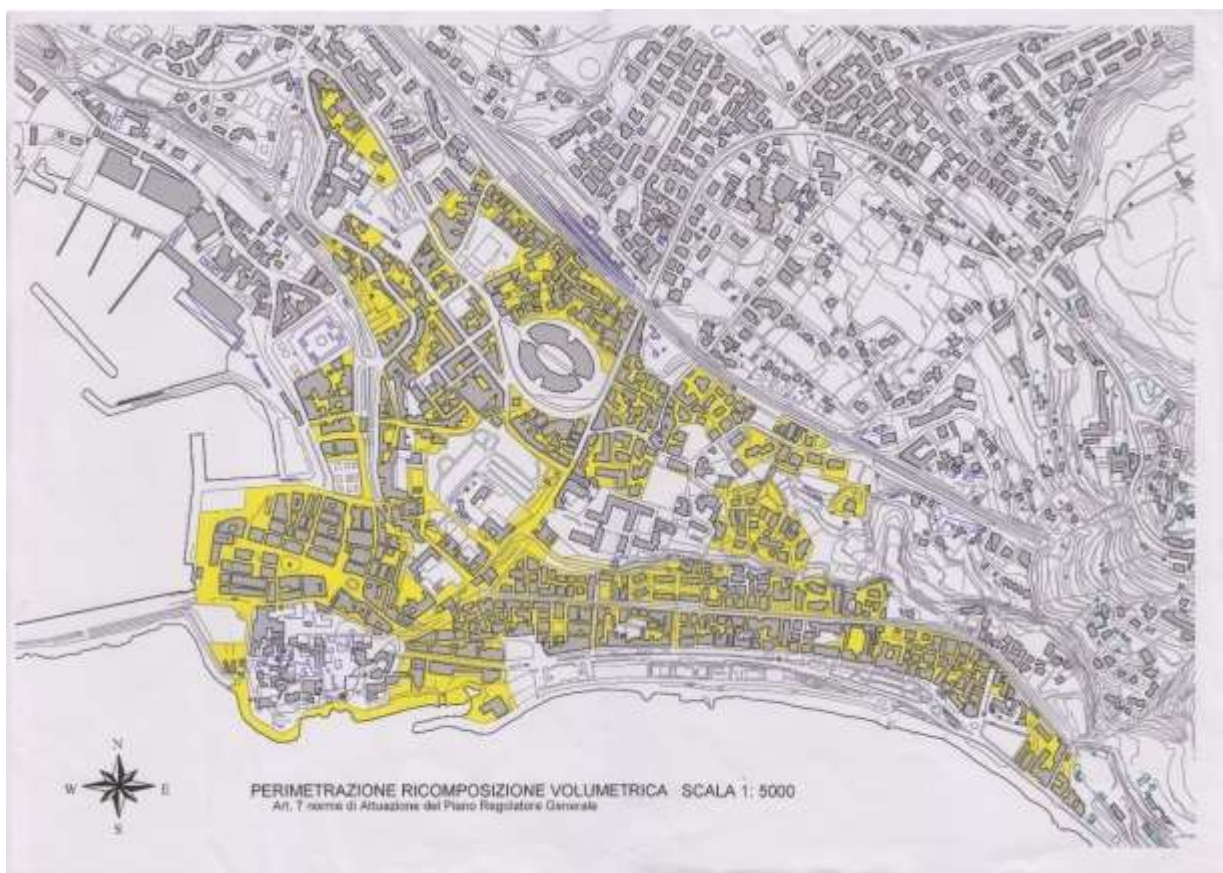 N
W E
S
PERIMETRAZIONE RICOMPOSIZIONE VOLUMETRICA SCALA 1: 5000
Art. 7 norme di Attuazione del Piano Regolatore Generale